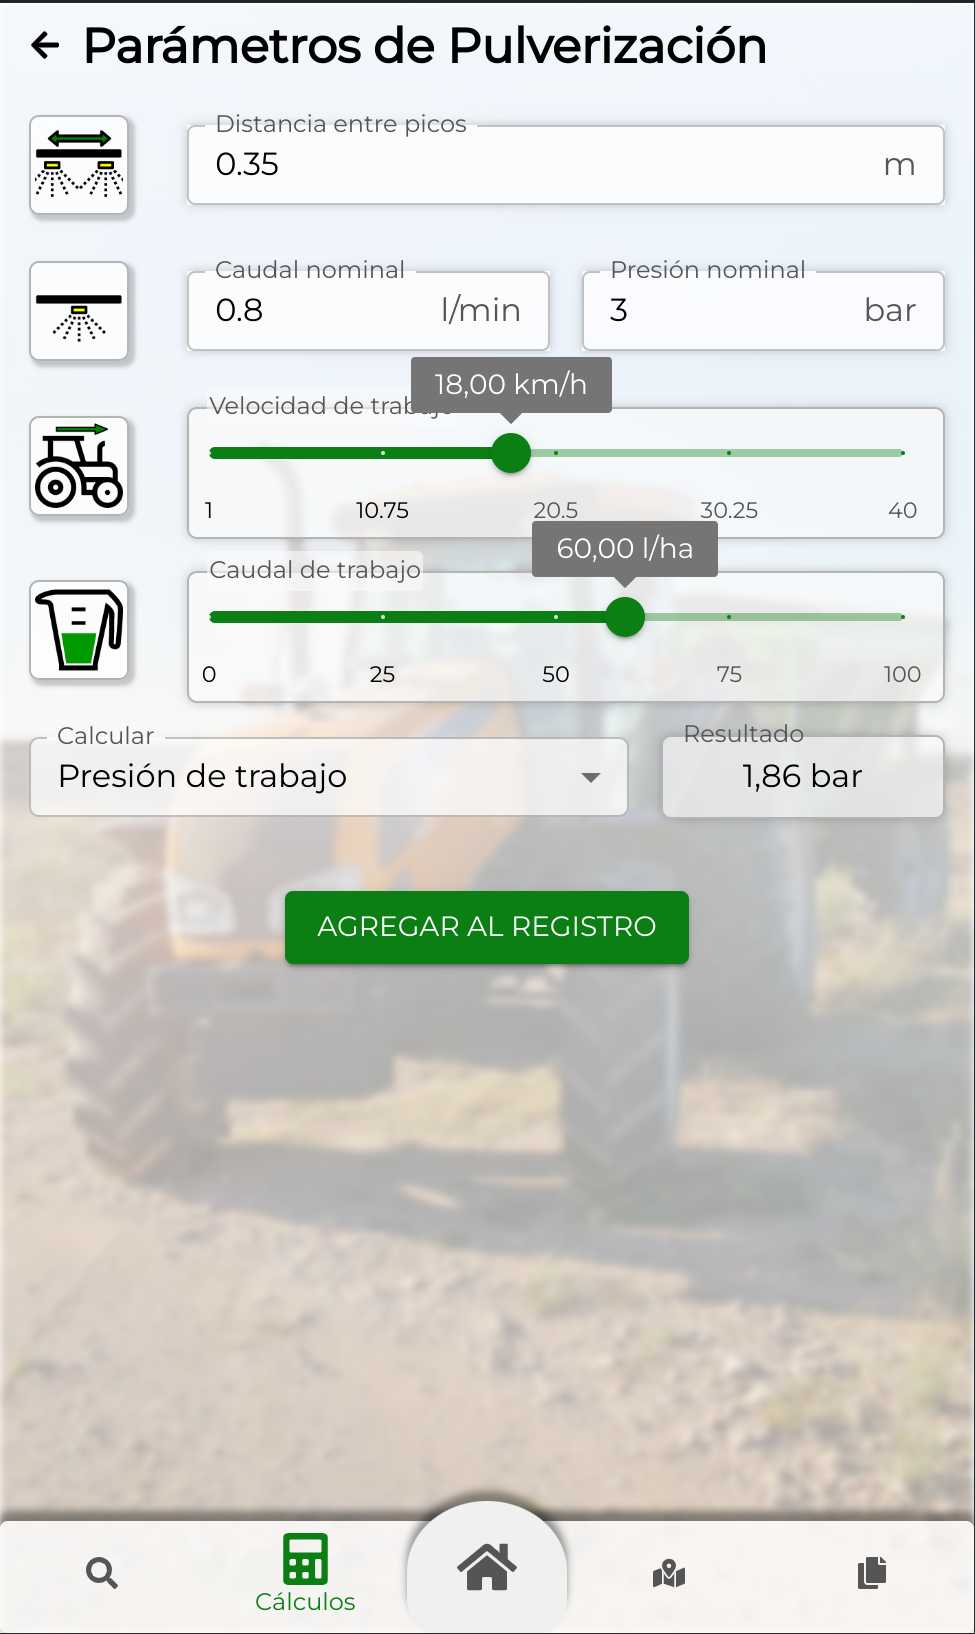 Parámetros de Pulverización
Distancia entre picos
0.35 m
Caudal nominal
0.8 l/min
Presión nominal
3 bar
18,00 km/h
Velocidad de trabajo
1 10.75 20.5 30.25 40
60,00 l/ha
Caudal de trabajo
0 25 50 75 100
Calcular
Presión de trabajo
Resultado
1,86 bar
AGREGAR AL REGISTRO
Cálculos